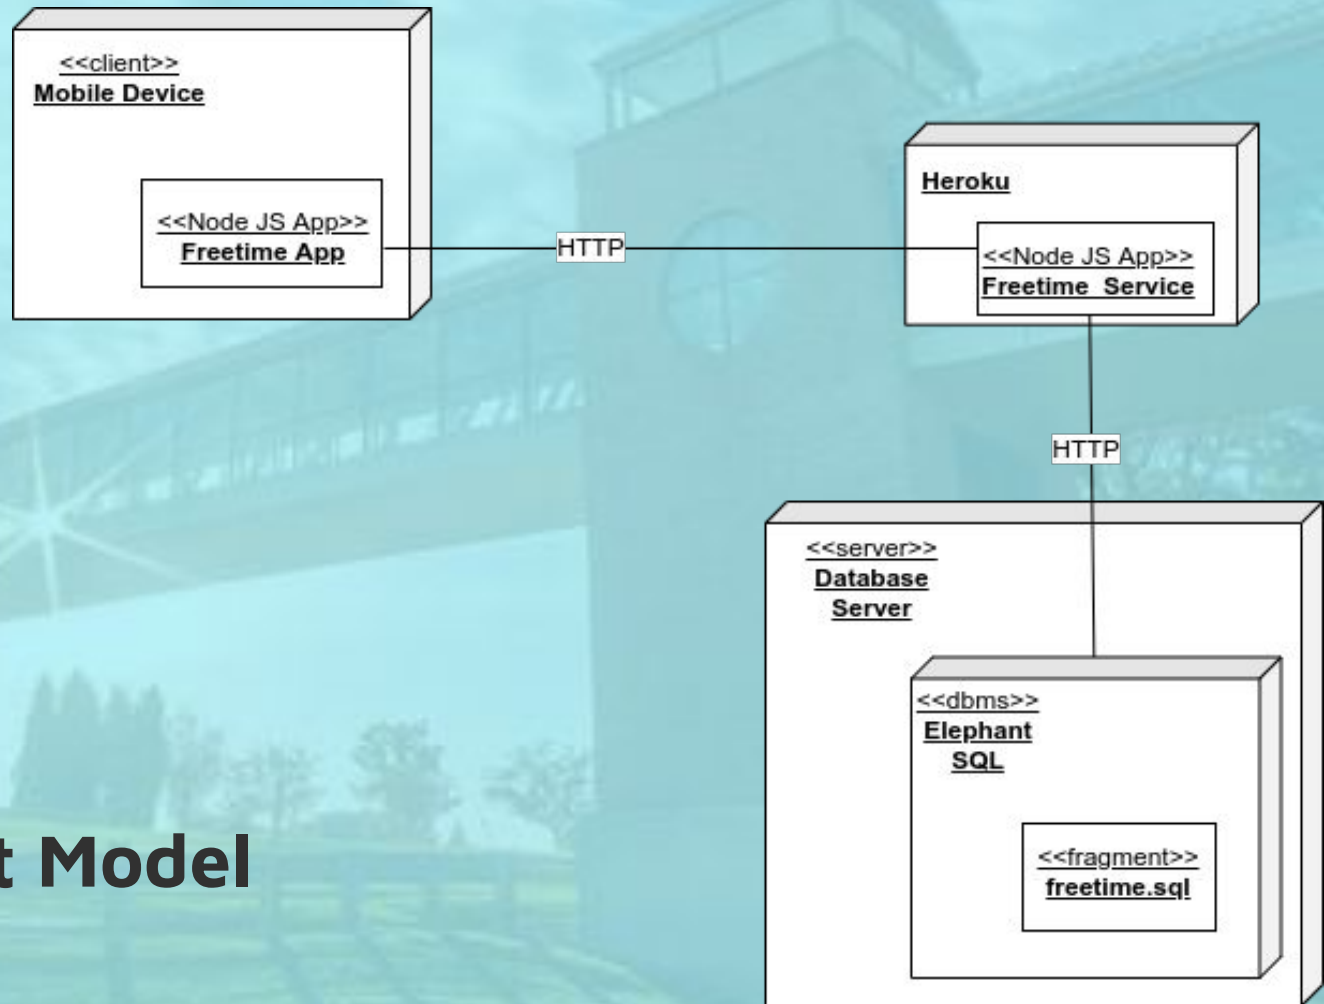 <<client>>
Mobile Device
<<Node JS App>>
Freetime App
HTTP
Heroku
<<Node JS App>>
Freetime Service
HTTP
<<server>>
Database
Server
<<dbms>>
Elephant
SQL
<<fragment>>
freetime.sql
t Model